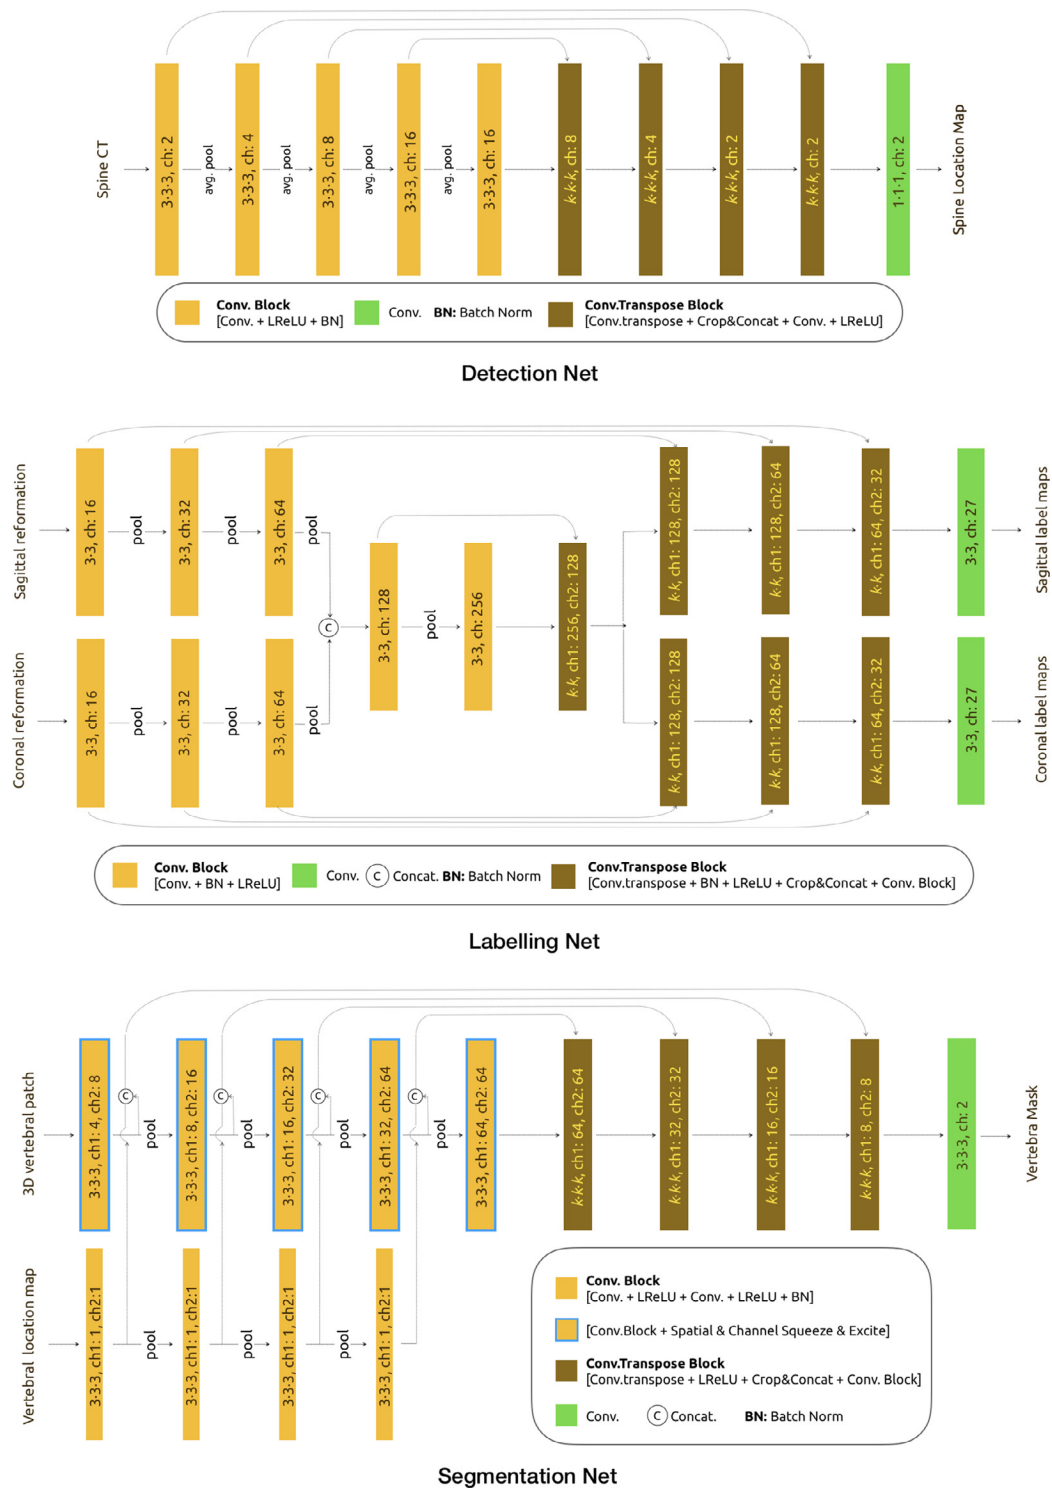 Spine CT
3·3·3, ch: 2
avg. pool
3·3·3, ch: 4
avg. pool
3·3·3, ch: 8
avg. pool
3·3·3, ch: 16
avg. pool
3·3·3, ch: 16
k·k·k, ch: 8
k·k·k, ch: 4
k·k·k, ch: 2
k·k·k, ch: 2
1·1·1, ch: 2
Spine Location Map
Conv. Block
[Conv. + LReLU + BN]
Conv. BN: Batch Norm
Conv.Transpose Block
[Conv.transpose + Crop&Concat + Conv. + LReLU]
Detection Net
Sagittal reformation
3·3, ch: 16
pool
3·3, ch: 32
pool
3·3, ch: 64
pool
Coronal reformation
3·3, ch: 16
pool
3·3, ch: 32
pool
3·3, ch: 64
pool
C
3·3, ch: 128
pool
3·3, ch: 256
k·k, ch1: 256, ch2: 128
k·k, ch1: 128, ch2: 128
k·k, ch1: 128, ch2: 64
k·k, ch1: 64, ch2: 32
3·3, ch: 27
Sagittal label maps
k·k, ch1: 128, ch2: 128
k·k, ch1: 128, ch2: 64
k·k, ch1: 64, ch2: 32
3·3, ch: 27
Coronal label maps
Conv. Block
[Conv. + BN + LReLU]
Conv. C Concat. BN: Batch Norm
Conv.Transpose Block
[Conv.transpose + BN + LReLU + Crop&Concat + Conv. Block]
Labelling Net
3D vertebral patch
3·3·3, ch1: 4, ch2: 8
C
pool
3·3·3, ch1: 8, ch2: 16
C
pool
3·3·3, ch1: 16, ch2: 32
C
pool
3·3·3, ch1: 32, ch2: 64
C
pool
3·3·3, ch1: 64, ch2: 64
k·k·k, ch1: 64, ch2: 64
k·k·k, ch1: 32, ch2: 32
k·k·k, ch1: 16, ch2: 16
k·k·k, ch1: 8, ch2: 8
3·3·3, ch: 2
Vertebra Mask
Vertebral location map
3·3·3, ch1: 1, ch2:1
pool
3·3·3, ch1: 1, ch2:1
pool
3·3·3, ch1: 1, ch2:1
pool
3·3·3, ch1: 1, ch2:1
Conv. Block
[Conv. + LReLU + Conv. + LReLU + BN]
[Conv.Block + Spatial & Channel Squeeze & Excite]
Conv.Transpose Block
[Conv.transpose + LReLU + Crop&Concat + Conv. Block]
Conv. C Concat. BN: Batch Norm
Segmentation Net